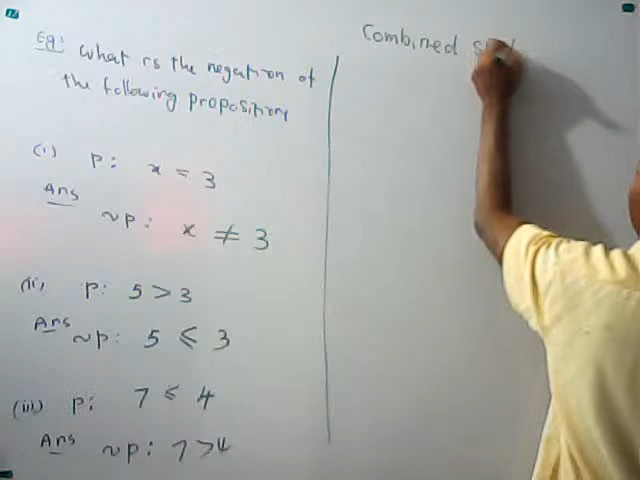 Eg: What is the negation of
the following proposition
(i) p: x = 3
Ans
~p: x ≠ 3
(ii) p: 5 > 3
Ans ~p: 5 ⩽ 3
(iii) p: 7 ⩽ 4
Ans ~p: 7 > 4
Combined